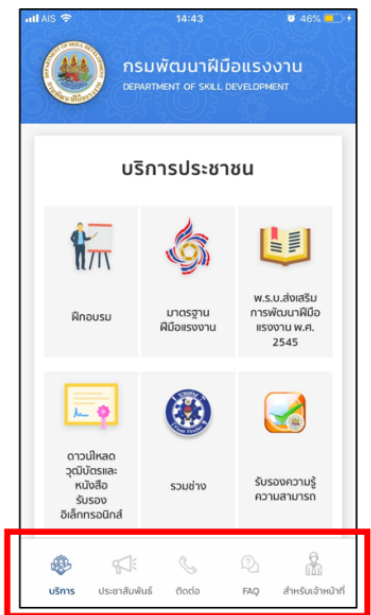 AIS 14:43 46%
กรมพัฒนาฝีมือแรงงาน
DEPARTMENT OF SKILL DEVELOPMENT
บริการประชาชน
ฝึกอบรม
มาตรฐาน
ฝีมือแรงงาน
พ.ร.บ.ส่งเสริม
การพัฒนาฝีมือ
แรงงาน พ.ศ.
2545
ดาวน์โหลด
วุฒิบัตรและ
หนังสือ
รับรอง
อิเล็กทรอนิกส์
รวมช่าง
รับรองความรู้
ความสามารถ
บริการ ประชาสัมพันธ์ ติดต่อ FAQ สำหรับเจ้าหน้าที่